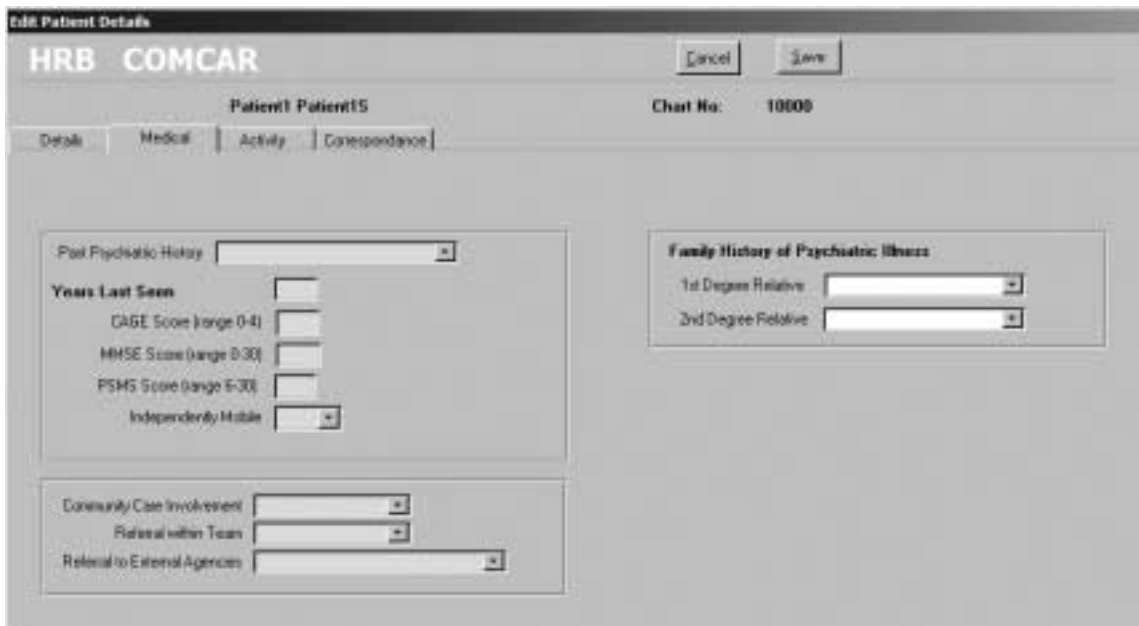 Edit Patient Details
HRB COMCAR
Cancel
Save
Patient1 Patient1S
Chart No: 10000
Details
Medical
Activity
Correspondance
Past Psychiatric History
Years Last Seen
CAGE Score (range 0-4)
MMSE Score (range 0-30)
PSMS Score (range 6-30)
Independently Mobile
Family History of Psychiatric Illness
1st Degree Relative
2nd Degree Relative
Community Care Involvement
Referral within Team
Referral to External Agencies